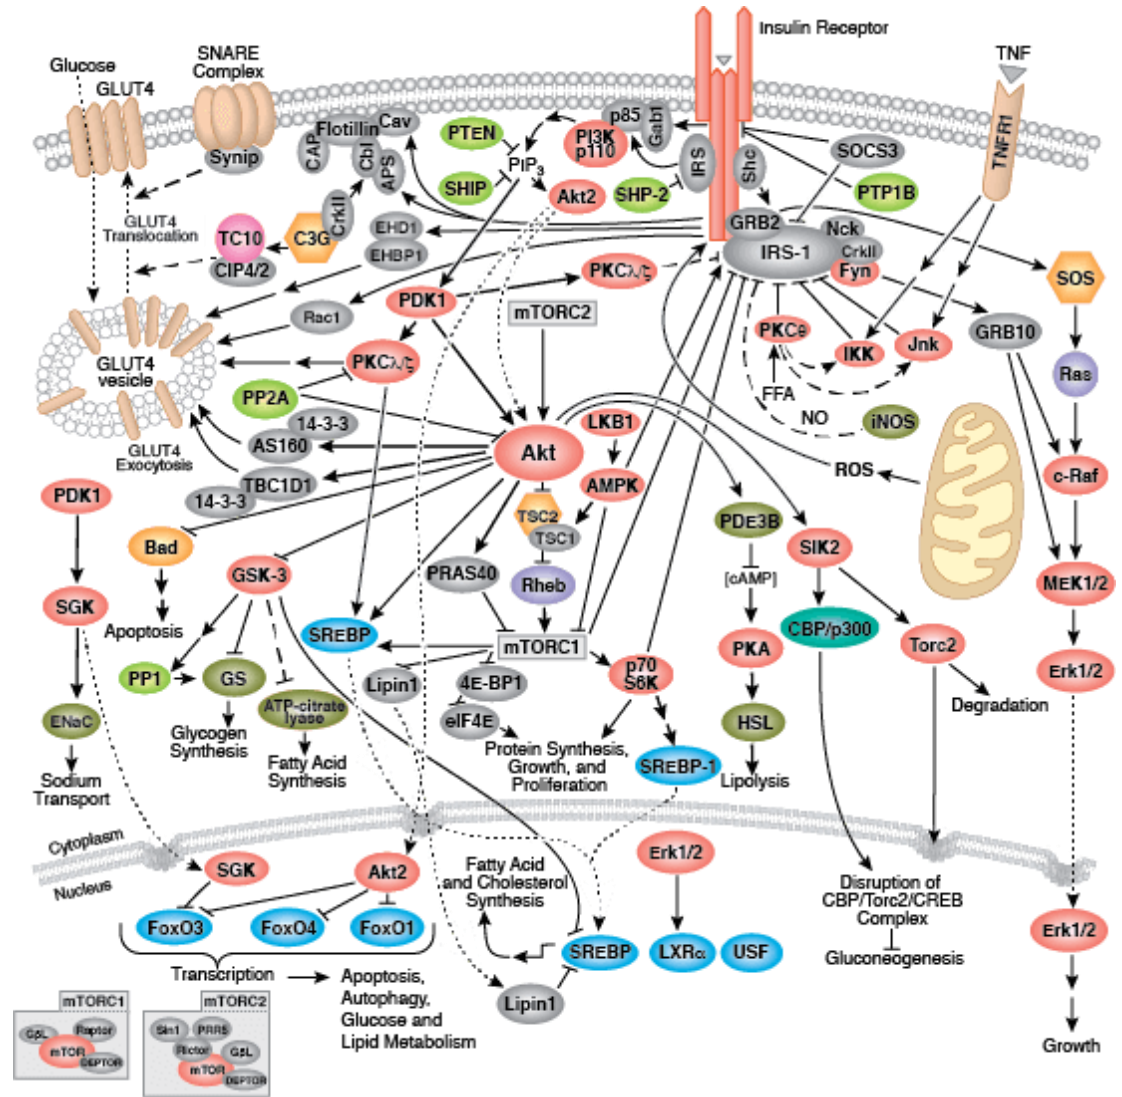 Insulin Receptor
TNF
Glucose
GLUT4
SNARE
Complex
Synip
CAP
Flotillin
Cav
Cbl
APS
CrkII
PTEN
PIP3
SHIP
PI3K
p110
p85
Gab1
IRS
Shc
SHP-2
Akt2
SOCS3
PTP1B
TNFR1
GLUT4
Translocation
TC10
CIP4/2
C3G
EHD1
EHBP1
GRB2
IRS-1
Nck
CrkII
Fyn
SOS
PKCλ/ζ
PDK1
mTORC2
Rac1
PKCθ
FFA
IKK
Jnk
GRB10
Ras
GLUT4
vesicle
PKCλ/ζ
PP2A
GLUT4
Exocytosis
14-3-3
AS160
TBC1D1
14-3-3
Akt
LKB1
AMPK
NO
iNOS
ROS
c-Raf
PDK1
Bad
Apoptosis
GSK-3
TSC2
TSC1
PRAS40
Rheb
PDE3B
[cAMP]
SIK2
MEK1/2
SGK
SREBP
mTORC1
PKA
CBP/p300
Torc2
Degradation
Erk1/2
PP1
GS
ATP-citrate
lyase
Lipin1
4E-BP1
eIF4E
p70
S6K
HSL
Lipolysis
ENaC
Sodium
Transport
Glycogen
Synthesis
Fatty Acid
Synthesis
Protein Synthesis,
Growth, and
Proliferation
SREBP-1
Cytoplasm
Nucleus
SGK
Akt2
FoxO3
FoxO4
FoxO1
Transcription
Apoptosis,
Autophagy,
Glucose and
Lipid Metabolism
Fatty Acid
and Cholesterol
Synthesis
SREBP
Lipin1
Erk1/2
LXRα
USF
Disruption of
CBP/Torc2/CREB
Complex
Gluconeogenesis
Erk1/2
Growth
mTORC1
GβL
Raptor
mTOR
DEPTOR
mTORC2
Sin1
PRR5
Rictor
GβL
mTOR
DEPTOR